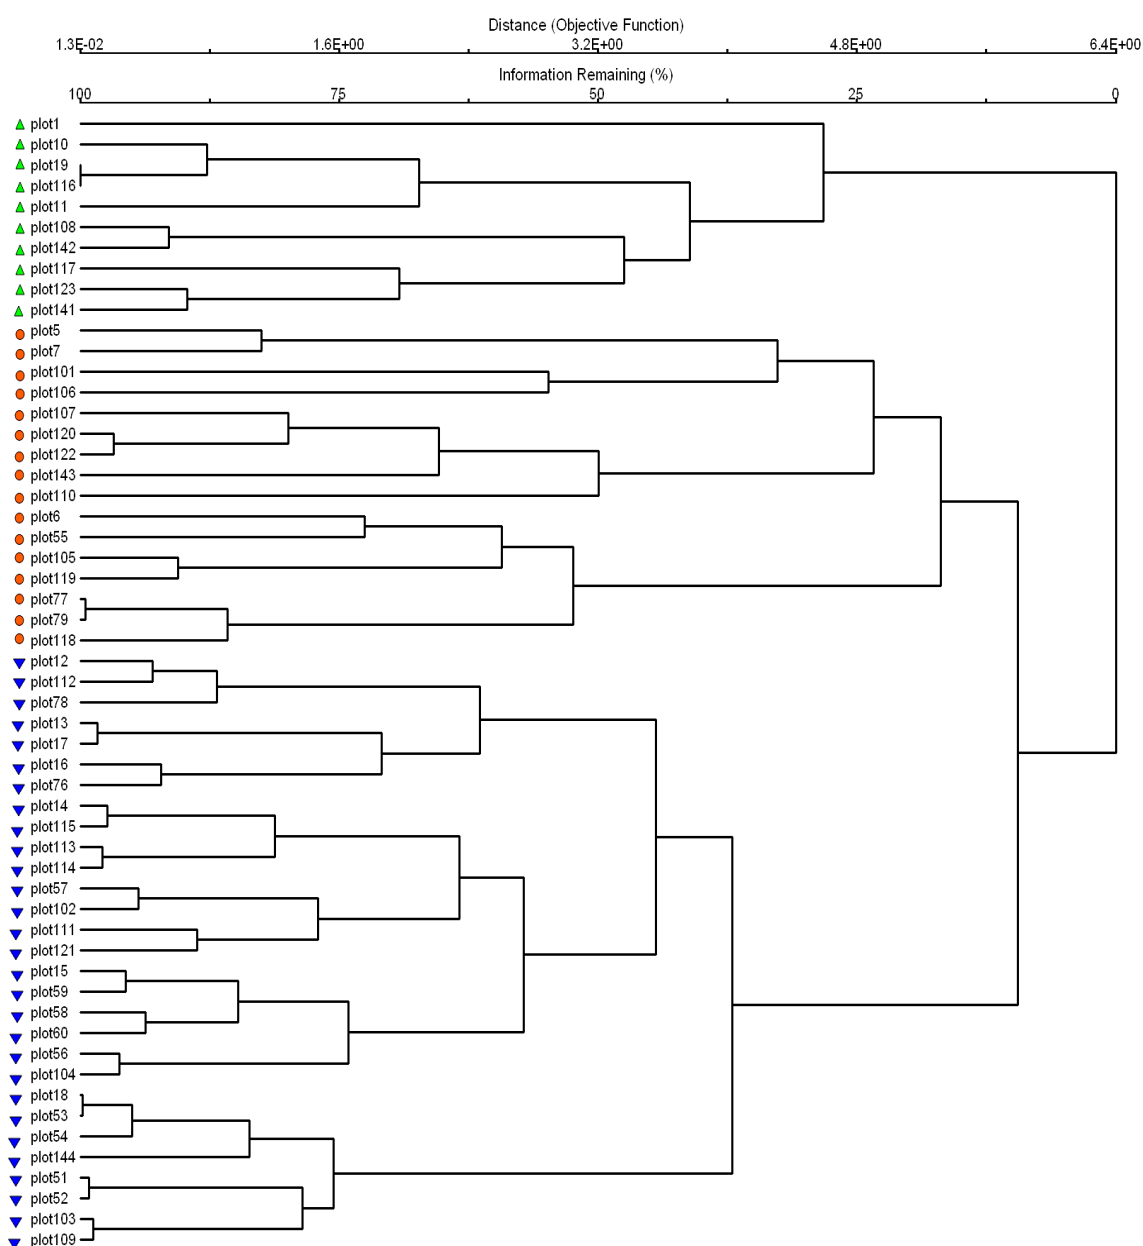 Distance (Objective Function)
1.3E-02 1.6E+00 3.2E+00 4.8E+00 6.4E+00
Information Remaining (%)
100 75 50 25 0
plot1
plot10
plot19
plot116
plot11
plot108
plot142
plot117
plot123
plot141
plot5
plot7
plot101
plot106
plot107
plot120
plot122
plot143
plot110
plot6
plot55
plot105
plot119
plot77
plot79
plot118
plot12
plot112
plot78
plot13
plot17
plot16
plot76
plot14
plot115
plot113
plot114
plot57
plot102
plot111
plot121
plot15
plot59
plot58
plot60
plot56
plot104
plot18
plot53
plot54
plot144
plot51
plot52
plot103
plot109